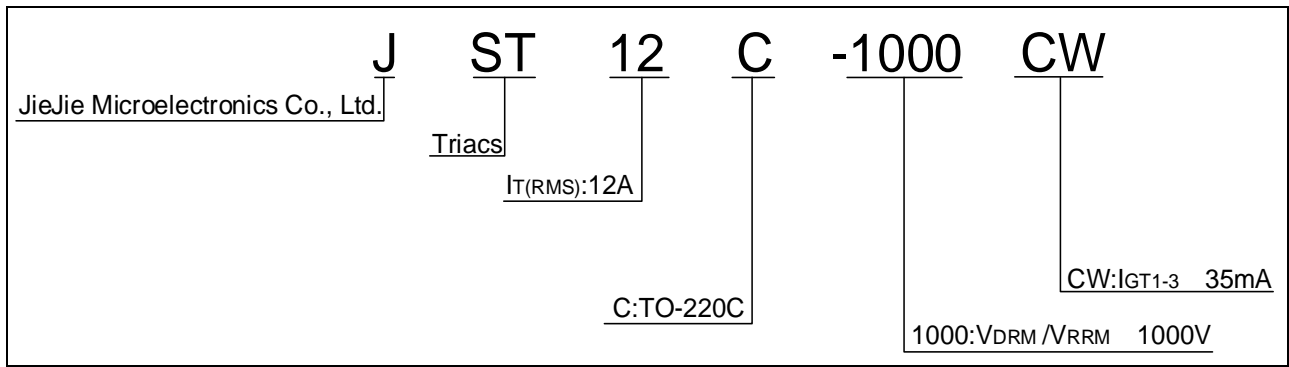 J ST 12 C -1000 CW
JieJie Microelectronics Co., Ltd.
Triacs
IT(RMS):12A
CW:IGT1-3 35mA
C:TO-220C
1000:VDRM /VRRM 1000V